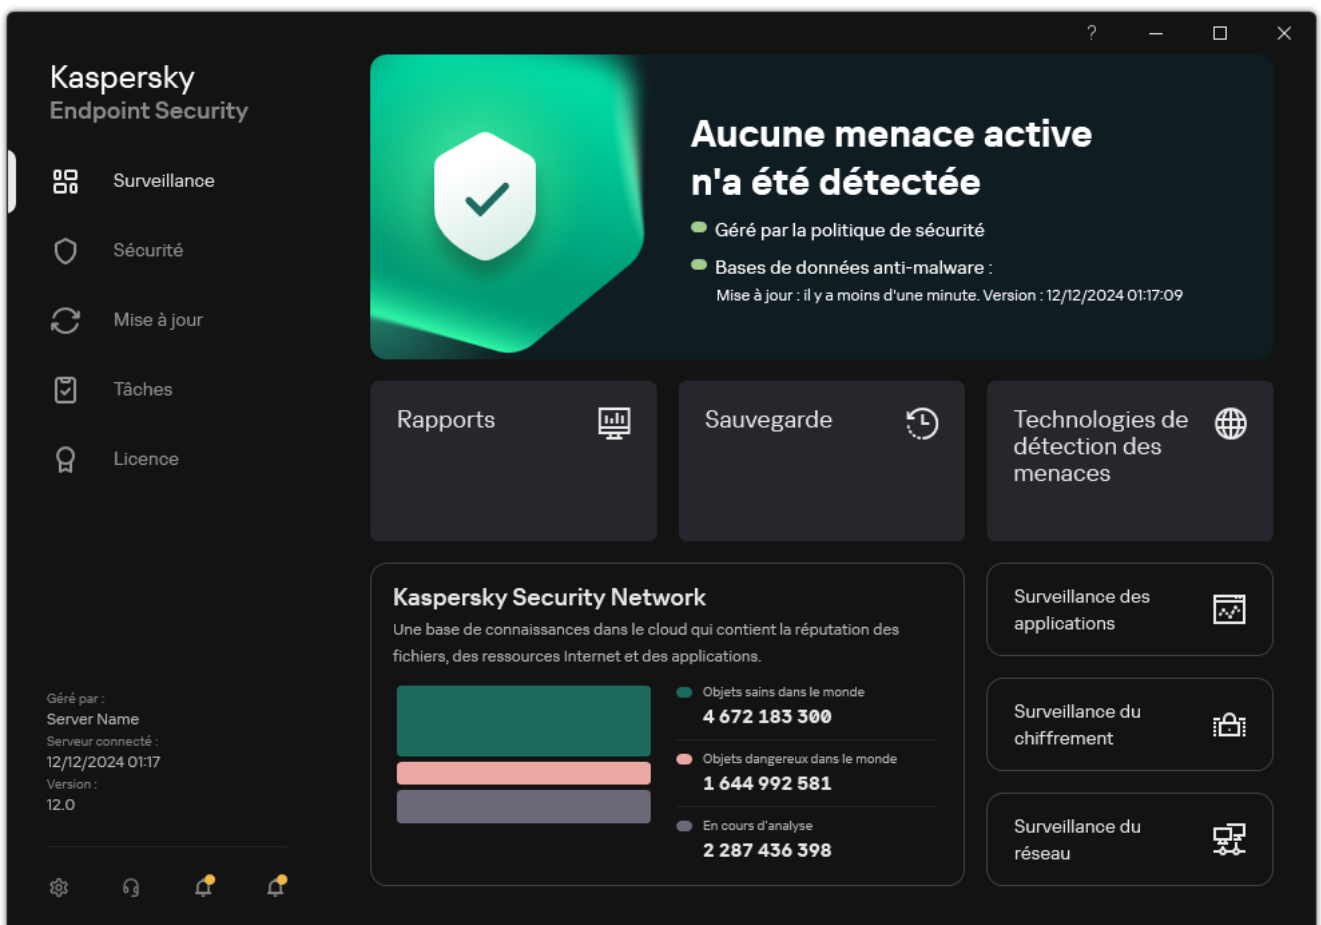 ?
Kaspersky
Endpoint Security
Surveillance
Sécurité
Mise à jour
Tâches
Licence
Géré par :
Server Name
Serveur connecté :
12/12/2024 01:17
Version :
12.0
Aucune menace active
n'a été détectée
Géré par la politique de sécurité
Bases de données anti-malware :
Mise à jour : il y a moins d'une minute. Version : 12/12/2024 01:17:09
Rapports
Sauvegarde
Technologies de
détection des
menaces
Kaspersky Security Network
Une base de connaissances dans le cloud qui contient la réputation des
fichiers, des ressources Internet et des applications.
Objets sains dans le monde
4 672 183 300
Objets dangereux dans le monde
1 644 992 581
En cours d'analyse
2 287 436 398
Surveillance des
applications
Surveillance du
chiffrement
Surveillance du
réseau